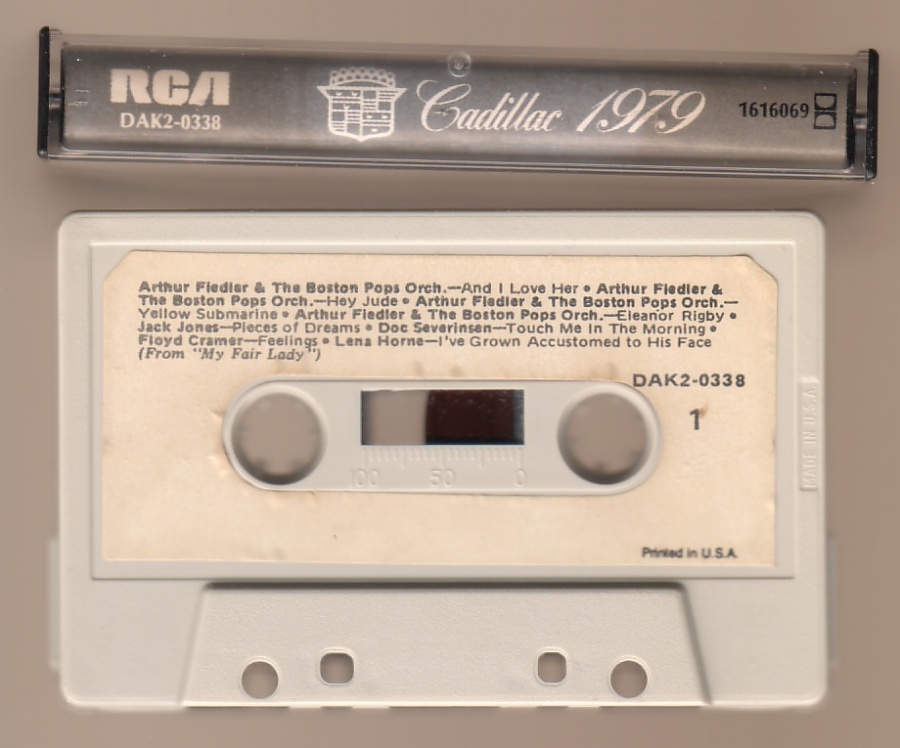 RCA
DAK2-0338
Cadillac 1979
1616069
Arthur Fiedler & The Boston Pops Orch.—And I Love Her • Arthur Fiedler &
The Boston Pops Orch.—Hey Jude • Arthur Fiedler & The Boston Pops Orch.—
Yellow Submarine • Arthur Fiedler & The Boston Pops Orch.—Eleanor Rigby •
Jack Jones—Pieces of Dreams • Doc Severinsen—Touch Me In The Morning •
Floyd Cramer—Feelings • Lena Horne—I've Grown Accustomed to His Face
(From "My Fair Lady")
DAK2-0338
1
100 50 0
MADE IN U.S.A.
Printed in U.S.A.